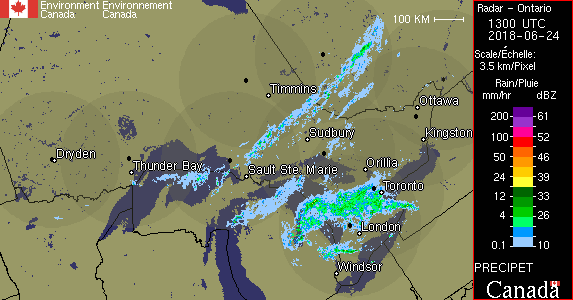 Environment Environnement
Canada Canada
100 KM
Timmins
Ottawa
Sudbury
Kingston
Dryden
Thunder Bay
Sault Ste. Marie
Orillia
Toronto
London
Windsor
Radar - Ontario
1300 UTC
2018-06-24
Scale/Échelle:
3.5 km/Pixel
Rain/Pluie
mm/hr dBZ
200 61
100 52
50 46
24 39
12 33
4 26
0.1 10
PRECIPET
Canada